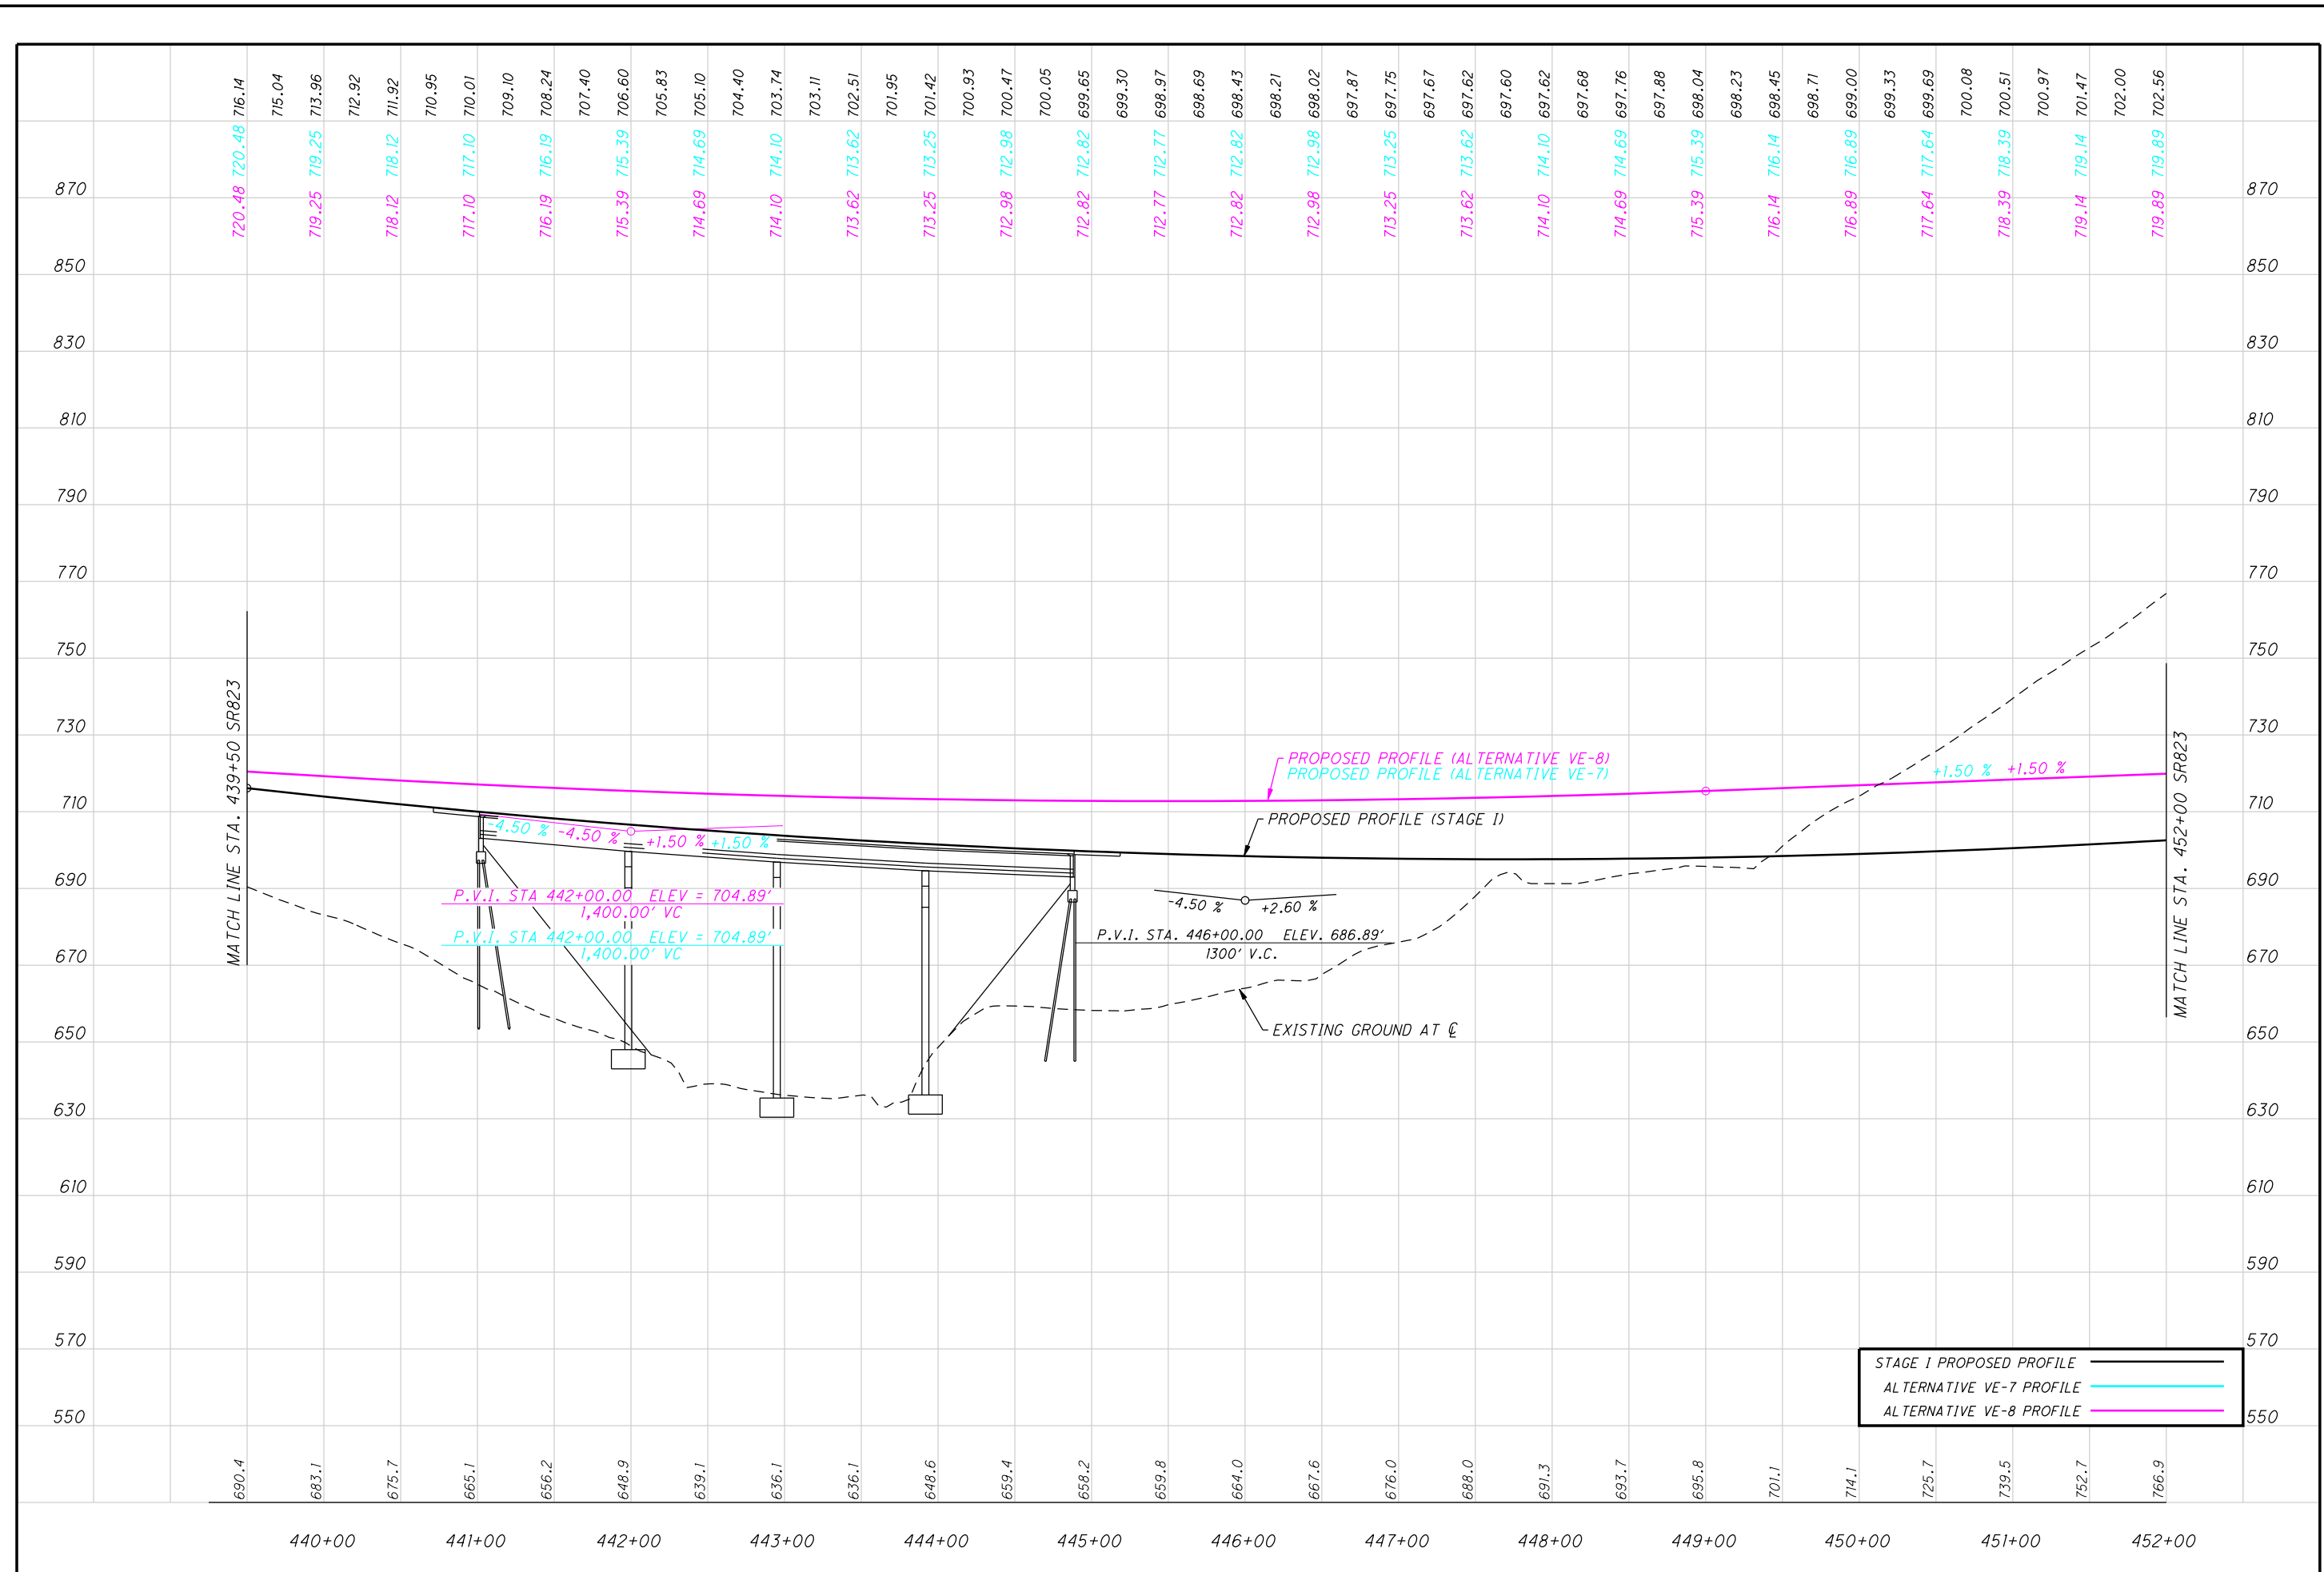 716.14 715.04 713.96 712.92 711.92 710.95 710.01 709.10 708.24 707.40 706.60 705.83 705.10 704.40 703.74 703.11 702.51 701.95 701.42 700.93 700.47 700.05 699.65 699.30 698.97 698.69 698.43 698.21 698.02 697.87 697.75 697.67 697.62 697.60 697.62 697.68 697.76 697.88 698.04 698.23 698.45 698.71 699.00 699.33 699.69 700.08 700.51 700.97 701.47 702.00 702.56
720.48 719.25 718.12 717.10 716.19 715.39 714.69 714.10 713.62 713.25 712.98 712.82 712.77 712.82 712.98 713.25 713.62 714.10 714.69 715.39 716.14 716.89 717.64 718.39 719.14 719.89
720.48 719.25 718.12 717.10 716.19 715.39 714.69 714.10 713.62 713.25 712.98 712.82 712.77 712.82 712.98 713.25 713.62 714.10 714.69 715.39 716.14 716.89 717.64 718.39 719.14 719.89
870 870
850 850
830 830
810 810
790 790
770 770
750 750
730 730
710 710
690 690
670 670
650 650
630 630
610 610
590 590
570 570
550 550
MATCH LINE STA. 439+50 SR823
MATCH LINE STA. 452+00 SR823
PROPOSED PROFILE (ALTERNATIVE VE-8)
PROPOSED PROFILE (ALTERNATIVE VE-7)
+1.50 % +1.50 %
PROPOSED PROFILE (STAGE I)
-4.50 % -4.50 % +1.50 % +1.50 %
P.V.I. STA 442+00.00 ELEV = 704.89'
1,400.00' VC
P.V.I. STA 442+00.00 ELEV = 704.89'
1,400.00' VC
-4.50 % +2.60 %
P.V.I. STA. 446+00.00 ELEV. 686.89'
1300' V.C.
EXISTING GROUND AT ℄
STAGE I PROPOSED PROFILE
ALTERNATIVE VE-7 PROFILE
ALTERNATIVE VE-8 PROFILE
690.4 683.1 675.7 665.1 656.2 648.9 639.1 636.1 636.1 648.6 659.4 658.2 659.8 664.0 667.6 676.0 688.0 691.3 693.7 695.8 701.1 714.1 725.7 739.5 752.7 766.9
440+00 441+00 442+00 443+00 444+00 445+00 446+00 447+00 448+00 449+00 450+00 451+00 452+00